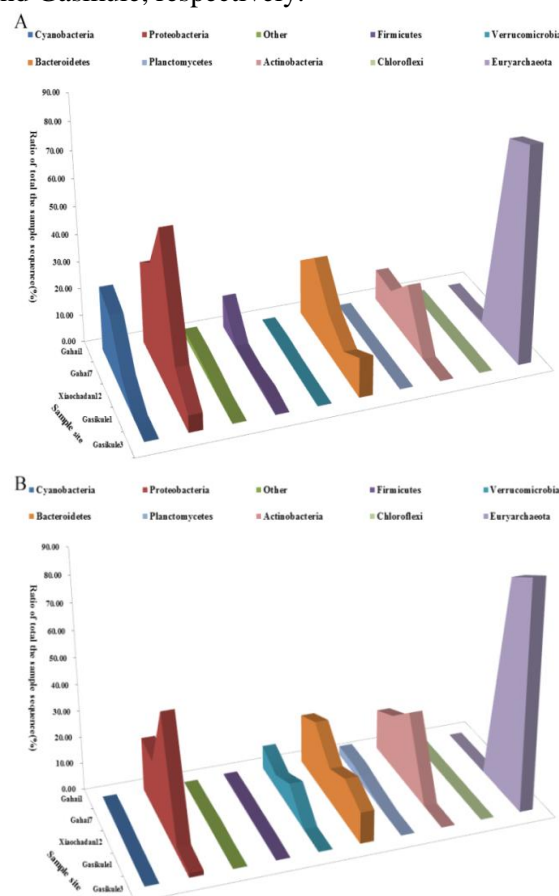 nd Gasikule, respectively.
A
Cyanobacteria Proteobacteria Other Firmicutes Verrucomicrobia
Bacteroidetes Planctomycetes Actinobacteria Chloroflexi Euryarchaeota
Ratio of total the sample sequence(%)
90.00
80.00
70.00
60.00
50.00
40.00
30.00
20.00
10.00
0.00
Gahai1
Gahai7
Xiaochadan12
Gasikule1
Gasikule3
Sample site
B
Cyanobacteria Proteobacteria Other Firmicutes Verrucomicrobia
Bacteroidetes Planctomycetes Actinobacteria Chloroflexi Euryarchaeota
Ratio of total the sample sequence(%)
90.00
80.00
70.00
60.00
50.00
40.00
30.00
20.00
10.00
0.00
Gahai1
Gahai7
Xiaochadan12
Gasikule1
Gasikule3
Sample site